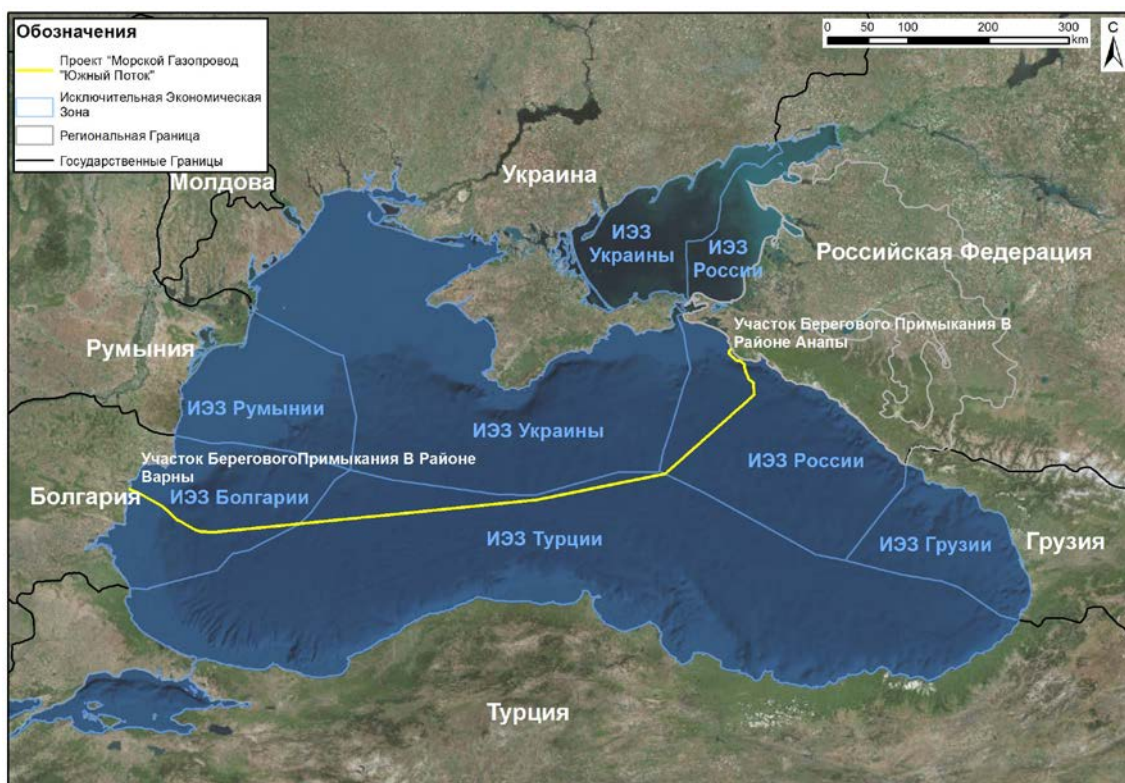 Обозначения
Проект "Морской Газопровод
"Южный Поток"
Исключительная Экономическая
Зона
Региональная Граница
Государственные Границы
0 50 100 200 300
km
С
Молдова
Украина
ИЭЗ
Украины
ИЭЗ
России
Российская Федерация
Участок Берегового Примыкания В
Районе Анапы
Румыния
ИЭЗ Румынии
ИЭЗ Украины
Участок БереговогоПримыкания В Районе
Варны
ИЭЗ России
Болгария
ИЭЗ Болгарии
ИЭЗ Турции
ИЭЗ Грузии
Грузия
Турция